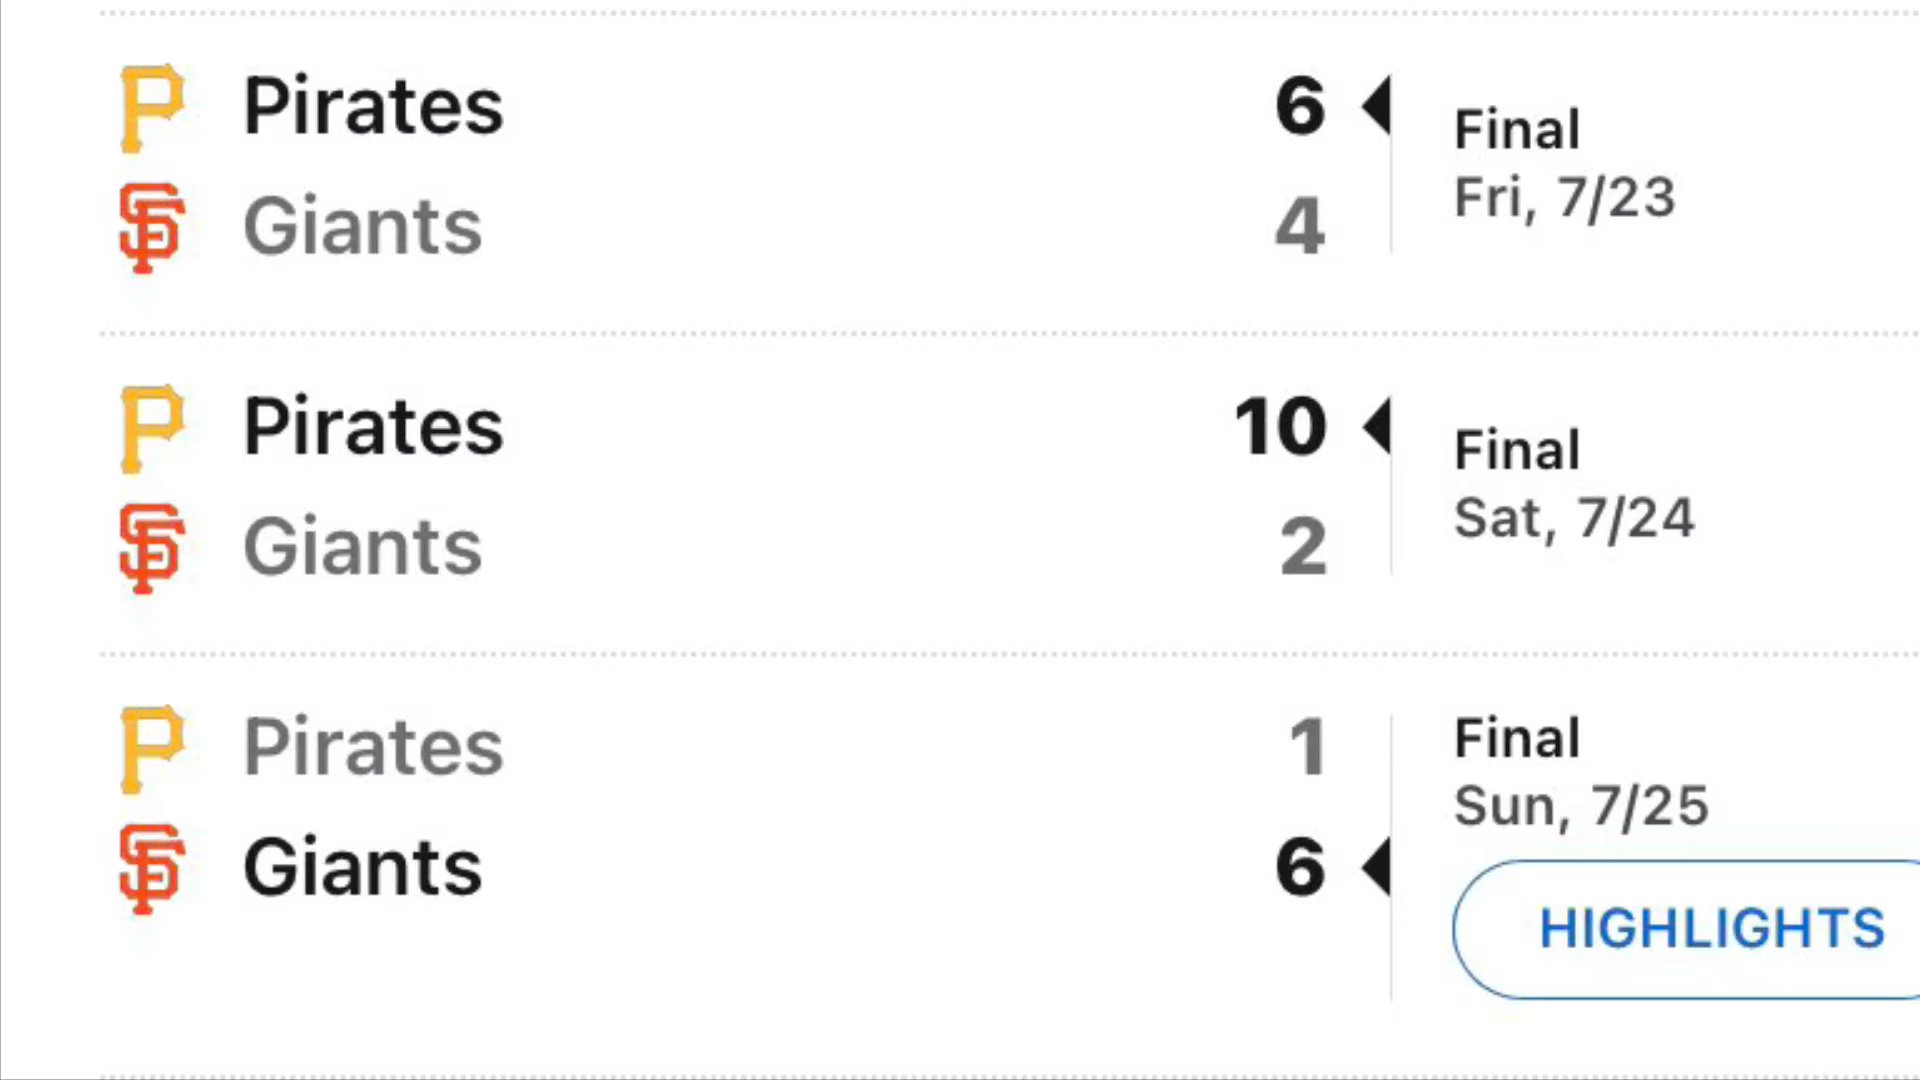 Pirates 6
Final
Giants 4
Fri, 7/23
Pirates 10
Final
Giants 2
Sat, 7/24
Pirates 1
Final
Sun, 7/25
Giants 6
HIGHLIGHTS